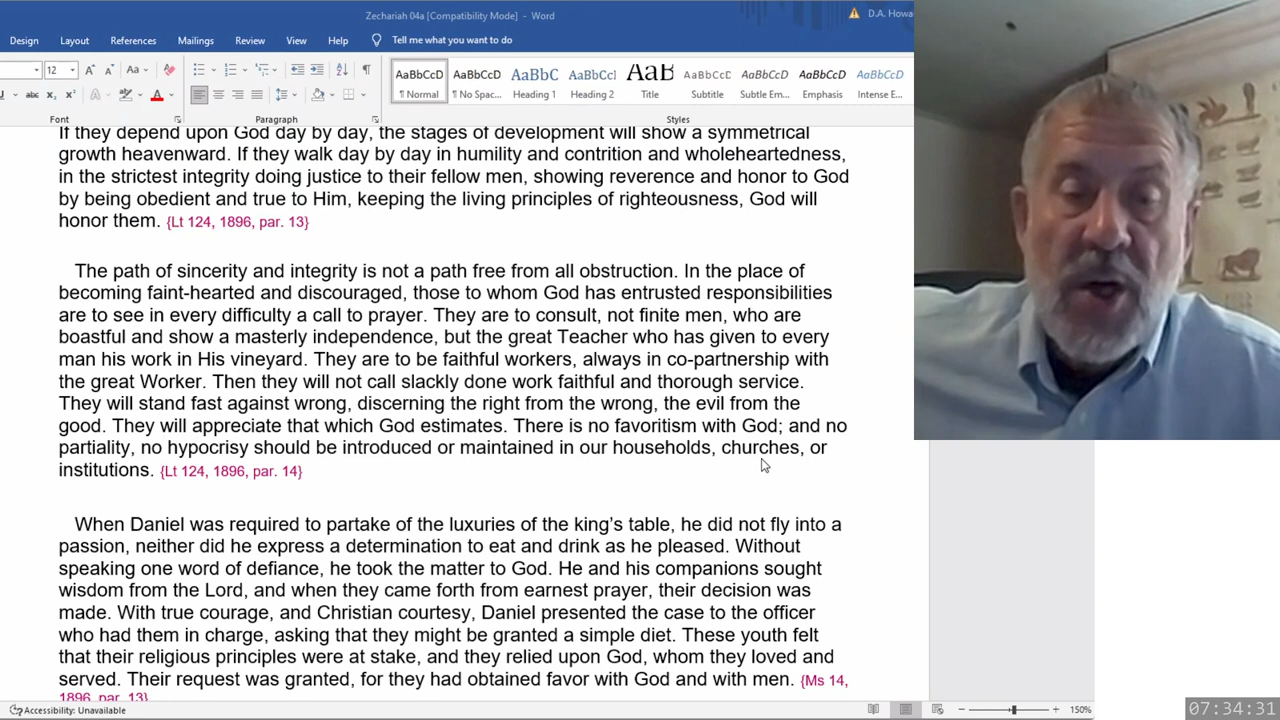 Zechariah 04a [Compatibility Mode] - Word
D.A. Howa
Design Layout References Mailings Review View Help Tell me what you want to do
12 Aa
AaBbCcD AaBbCcD AaBbC AaBbCc AaB AaBbCcD AaBbCcD AaBbCcD AaBbCcD
¶ Normal ¶ No Spac... Heading 1 Heading 2 Title Subtitle Subtle Em... Emphasis Intense E...
Font Paragraph Styles
If they depend upon God day by day, the stages of development will show a symmetrical
growth heavenward. If they walk day by day in humility and contrition and wholeheartedness,
in the strictest integrity doing justice to their fellow men, showing reverence and honor to God
by being obedient and true to Him, keeping the living principles of righteousness, God will
honor them. {Lt 124, 1896, par. 13}
The path of sincerity and integrity is not a path free from all obstruction. In the place of
becoming faint-hearted and discouraged, those to whom God has entrusted responsibilities
are to see in every difficulty a call to prayer. They are to consult, not finite men, who are
boastful and show a masterly independence, but the great Teacher who has given to every
man his work in His vineyard. They are to be faithful workers, always in co-partnership with
the great Worker. Then they will not call slackly done work faithful and thorough service.
They will stand fast against wrong, discerning the right from the wrong, the evil from the
good. They will appreciate that which God estimates. There is no favoritism with God; and no
partiality, no hypocrisy should be introduced or maintained in our households, churches, or
institutions. {Lt 124, 1896, par. 14}
When Daniel was required to partake of the luxuries of the king's table, he did not fly into a
passion, neither did he express a determination to eat and drink as he pleased. Without
speaking one word of defiance, he took the matter to God. He and his companions sought
wisdom from the Lord, and when they came forth from earnest prayer, their decision was
made. With true courage, and Christian courtesy, Daniel presented the case to the officer
who had them in charge, asking that they might be granted a simple diet. These youth felt
that their religious principles were at stake, and they relied upon God, whom they loved and
served. Their request was granted, for they had obtained favor with God and with men. {Ms 14,
1896, par. 13}
Accessibility: Unavailable
150%
07:34:31